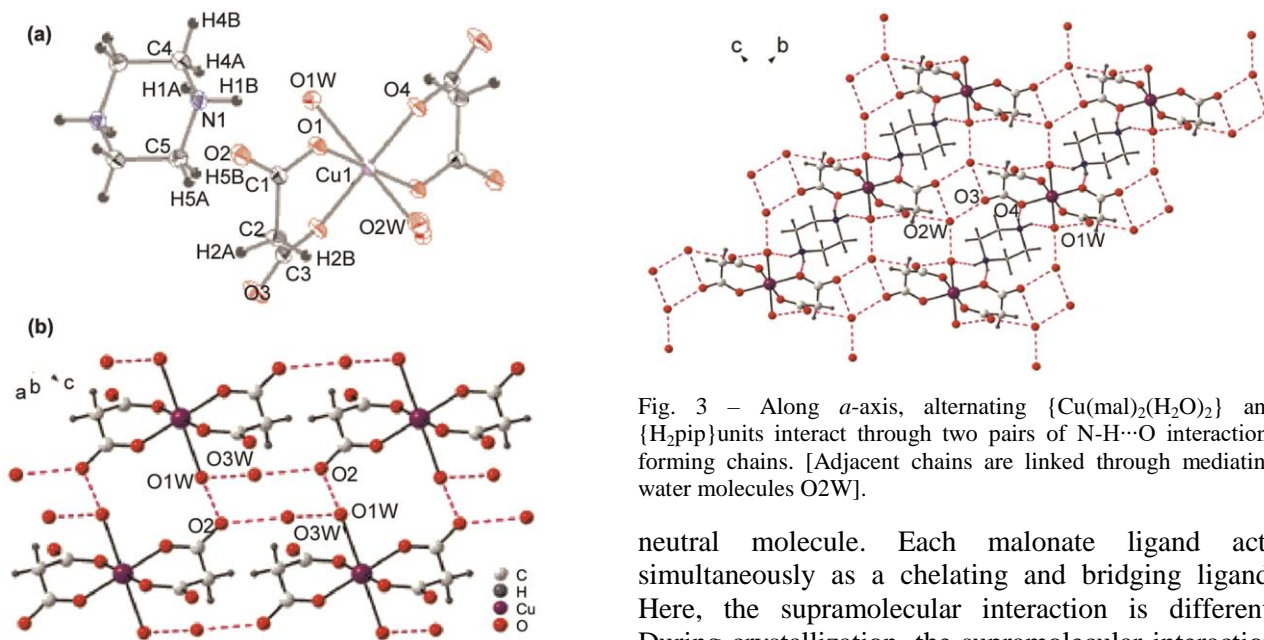 (a)
H4B
C4
H4A
H1A
H1B
N1
C5
H5B
H5A
O1W
O4
O1
O2
C1
Cu1
O2W
C2
H2A
H2B
C3
O3
(b)
a b c
O3W
O1W
O2
O2
O1W
O3W
C
H
Cu
O
c b
O3
O4
O2W
O1W
Fig. 3 – Along a-axis, alternating {Cu(mal)₂(H₂O)₂} an
{H₂pip}units interact through two pairs of N-H···O interaction
forming chains. [Adjacent chains are linked through mediatin
water molecules O2W].
neutral molecule. Each malonate ligand act
simultaneously as a chelating and bridging ligand
Here, the supramolecular interaction is different